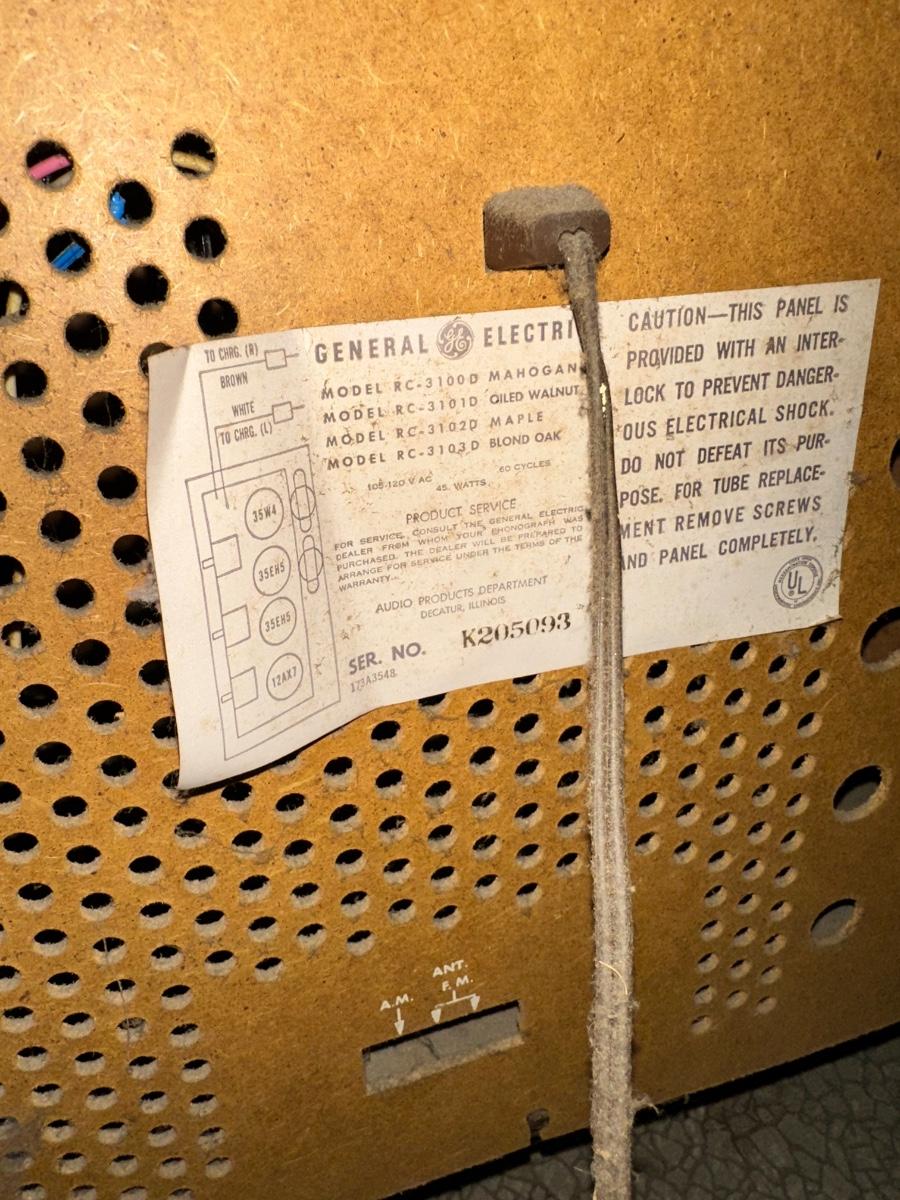 TO CHRG. (R)
BROWN
WHITE
TO CHRG. (L)
35W4
35EH5
35EH5
12AX7
GENERAL GE ELECTRI
MODEL RC-3100D MAHOGAN
MODEL RC-3101D OILED WALNUT
MODEL RC-3102D MAPLE
MODEL RC-3103D BLOND OAK
105-120 V AC 60 CYCLES
45 WATTS
PRODUCT SERVICE
FOR SERVICE, CONSULT THE GENERAL ELECTRIC
DEALER FROM WHOM YOUR PHONOGRAPH WAS
PURCHASED. THE DEALER WILL BE PREPARED TO
ARRANGE FOR SERVICE UNDER THE TERMS OF THE
WARRANTY.
AUDIO PRODUCTS DEPARTMENT
DECATUR, ILLINOIS
SER. NO. K205093
173A3548
CAUTION—THIS PANEL IS
PROVIDED WITH AN INTER-
LOCK TO PREVENT DANGER-
OUS ELECTRICAL SHOCK.
DO NOT DEFEAT ITS PUR-
POSE. FOR TUBE REPLACE-
MENT REMOVE SCREWS
AND PANEL COMPLETELY.
UL
ANT.
A.M. F.M.